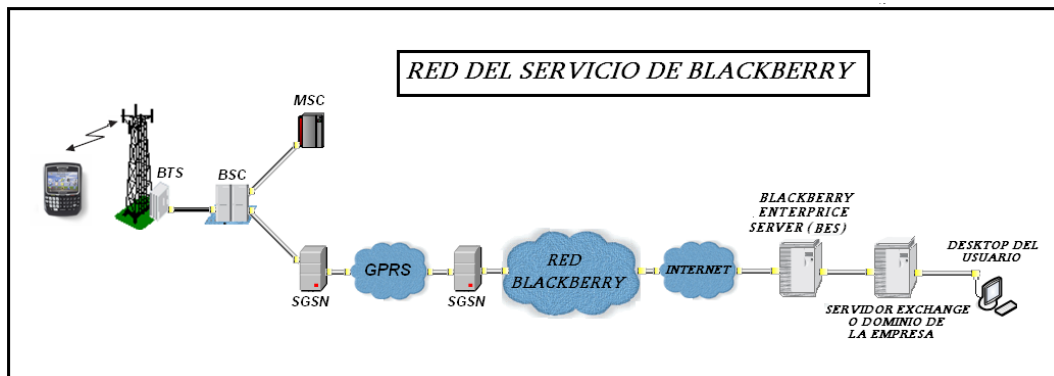 RED DEL SERVICIO DE BLACKBERRY
MSC
BTS
BSC
SGSN
GPRS
SGSN
RED
BLACKBERRY
INTERNET
BLACKBERRY
ENTERPRICE
SERVER (BES)
SERVIDOR EXCHANGE
O DOMINIO DE
LA EMPRESA
DESKTOP DEL
USUARIO